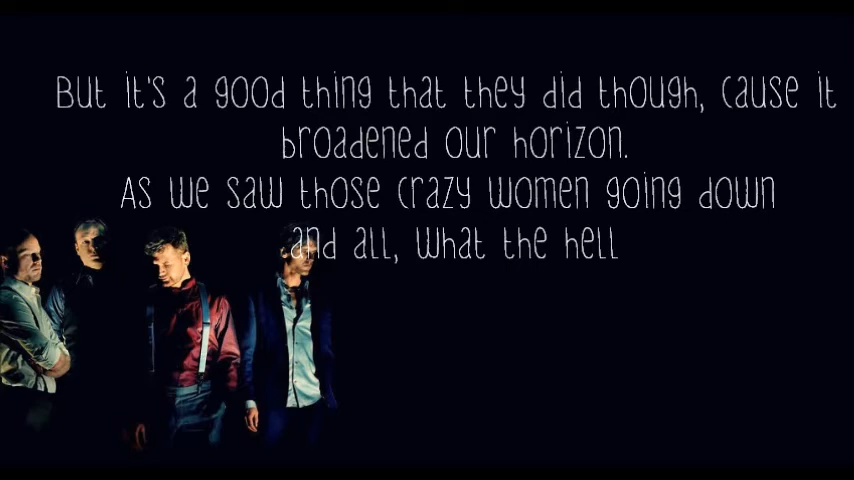 But it's a good thing that they did though, cause it
broadened our horizon.
As we saw those crazy women going down
and all, what the hell